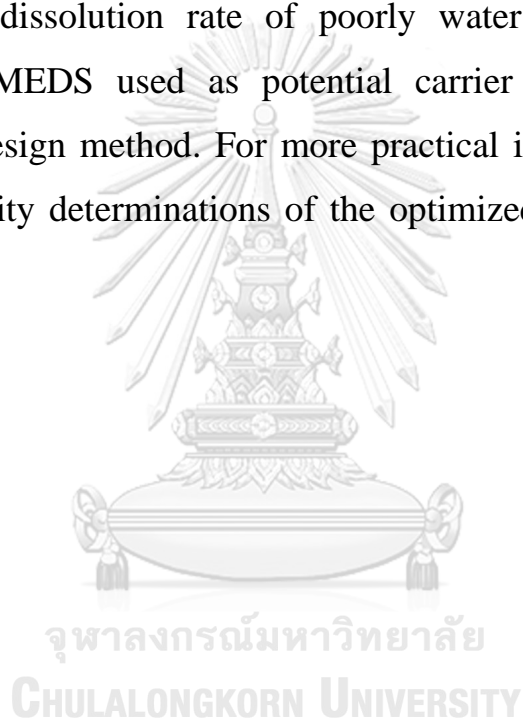 dissolution rate of poorly water
MEDS used as potential carrier
esign method. For more practical i
ity determinations of the optimized
จุฬาลงกรณ์มหาวิทยาลัย
CHULALONGKORN UNIVERSITY